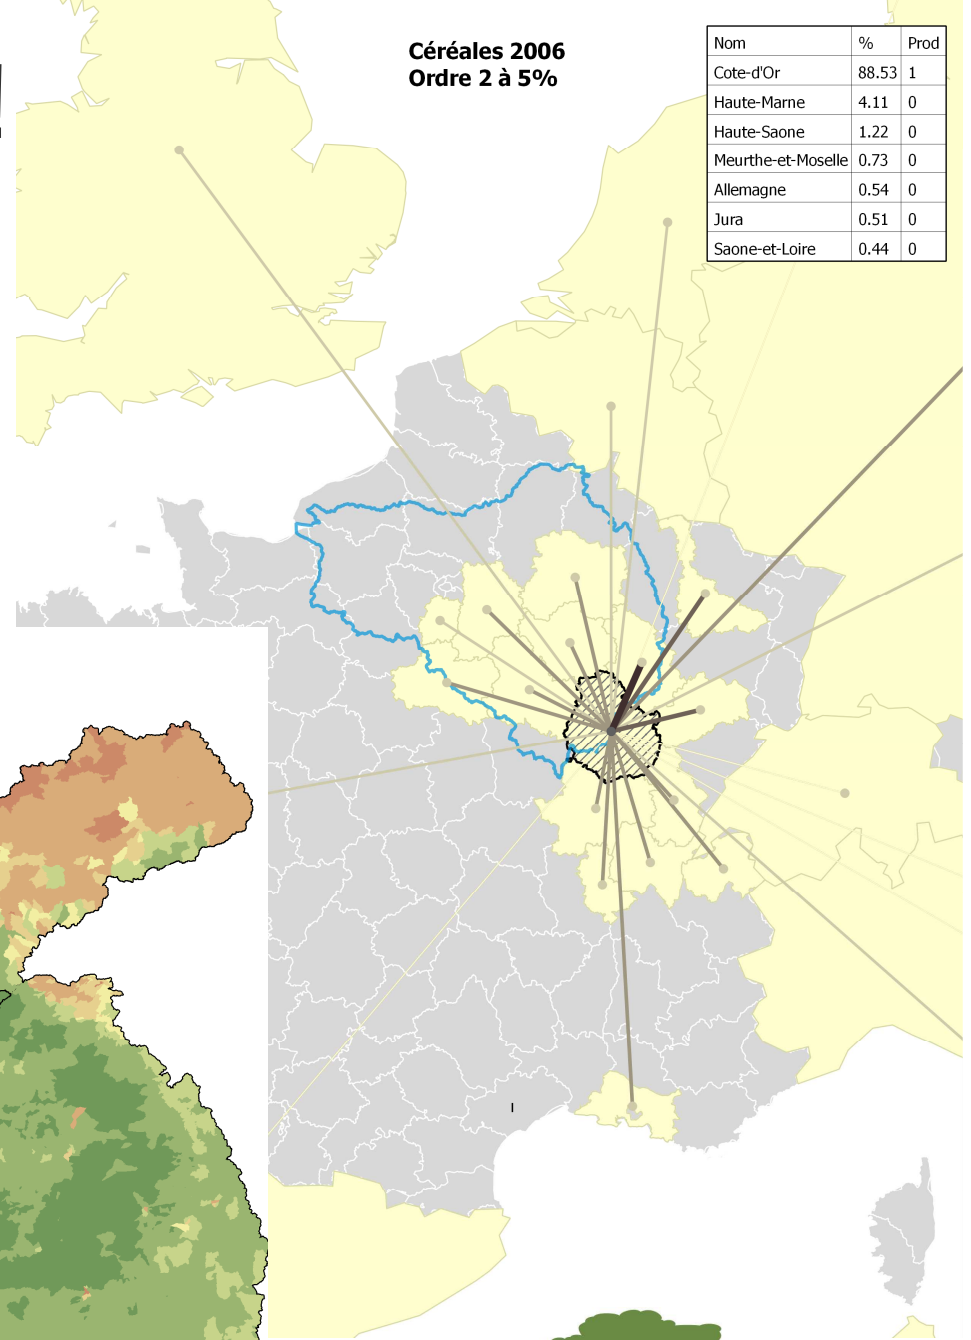 Céréales 2006
Ordre 2 à 5%
Nom % Prod
Cote-d'Or 88.53 1
Haute-Marne 4.11 0
Haute-Saone 1.22 0
Meurthe-et-Moselle 0.73 0
Allemagne 0.54 0
Jura 0.51 0
Saone-et-Loire 0.44 0